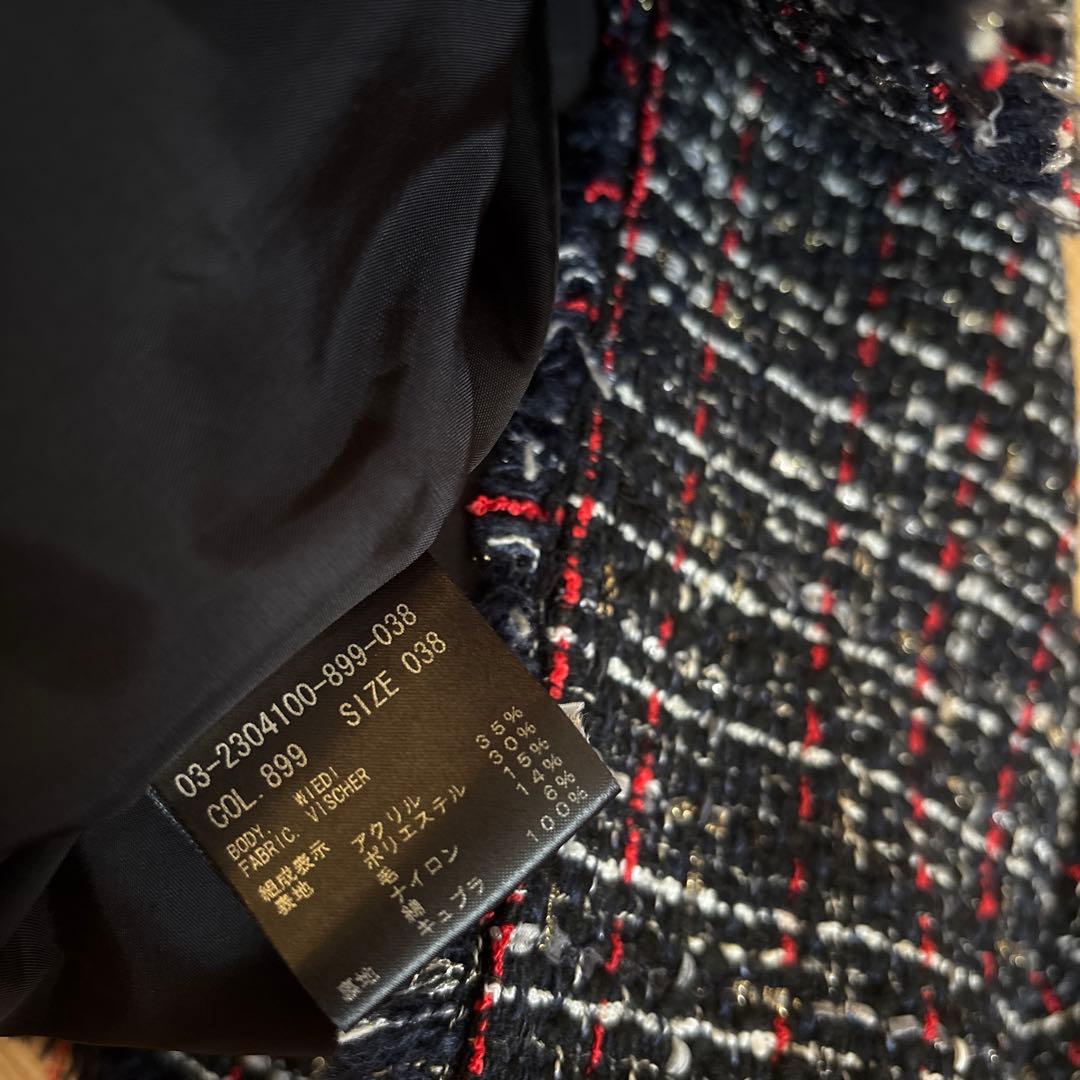 03-2304100-899-038
COL. 899 SIZE 038
BODY. WIEDI
FABRIC. VISCHER
組成表示
表地 アクリル 35%
ポリエステル 30%
毛 15%
ナイロン 14%
綿 6%
裏地 キュプラ 100%